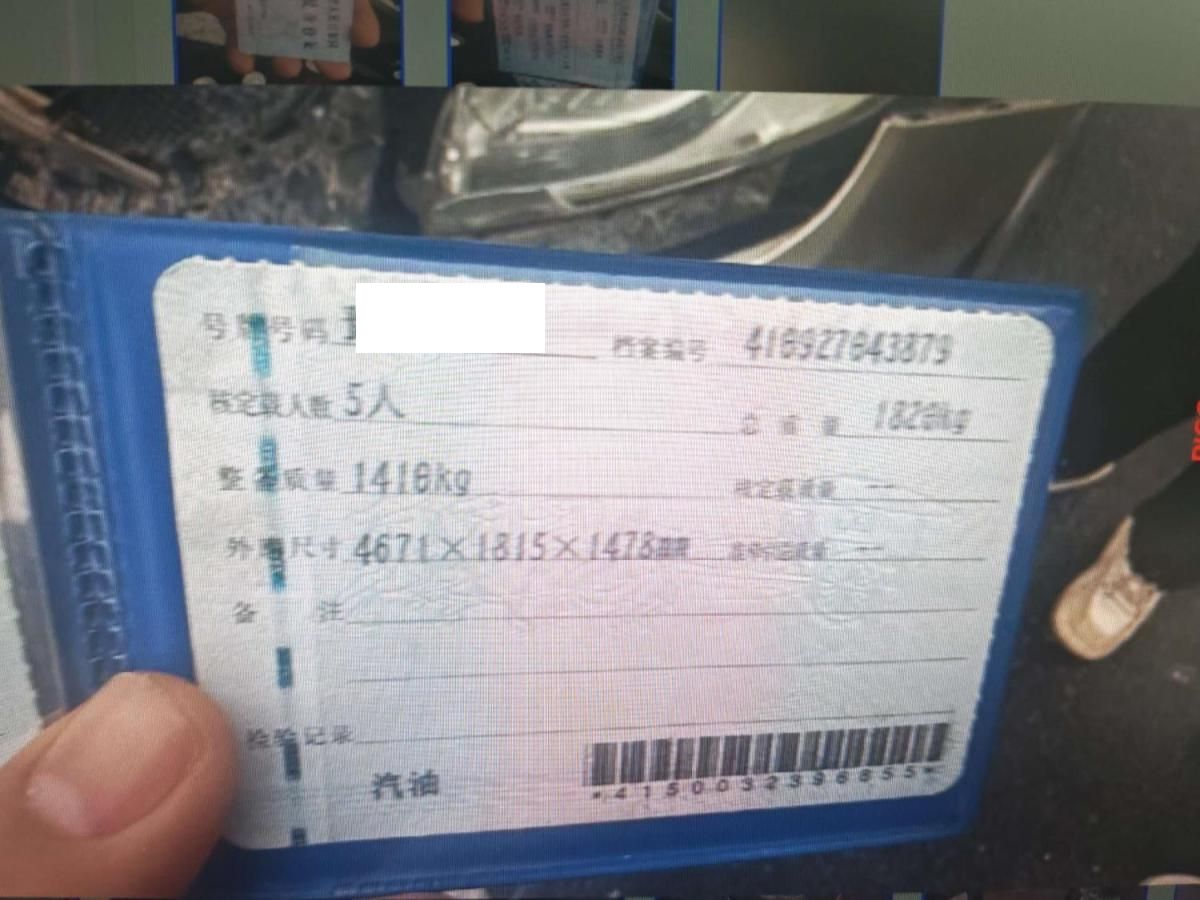 号牌号码 档案编号 416927643879
核定载人数 5人 总质量 1820kg
整备质量 1410kg 核定载质量 --
外廓尺寸 4671×1815×1478mm 准牵引总质量 --
备注
检验记录
汽油
*4150032396855*